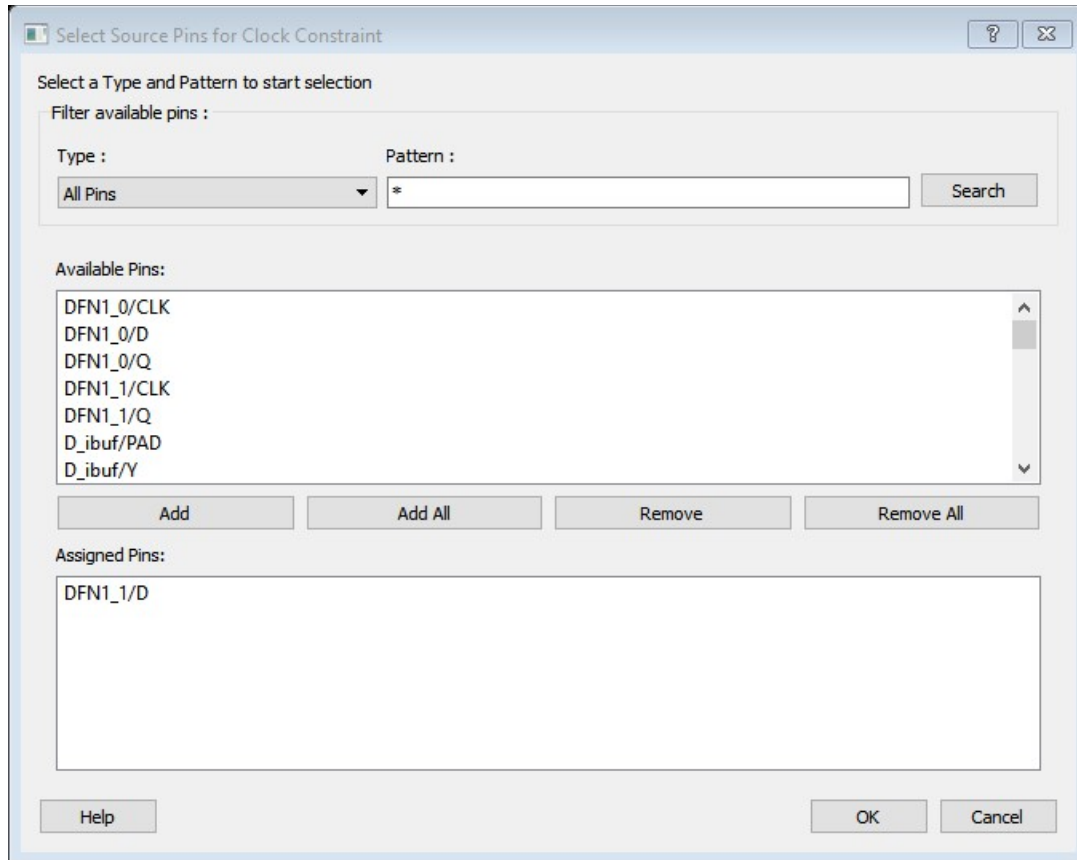 Select Source Pins for Clock Constraint
Select a Type and Pattern to start selection
Filter available pins :
Type : Pattern :
All Pins * Search
Available Pins:
DFN1_0/CLK
DFN1_0/D
DFN1_0/Q
DFN1_1/CLK
DFN1_1/Q
D_ibuf/PAD
D_ibuf/Y
Add Add All Remove Remove All
Assigned Pins:
DFN1_1/D
Help OK Cancel